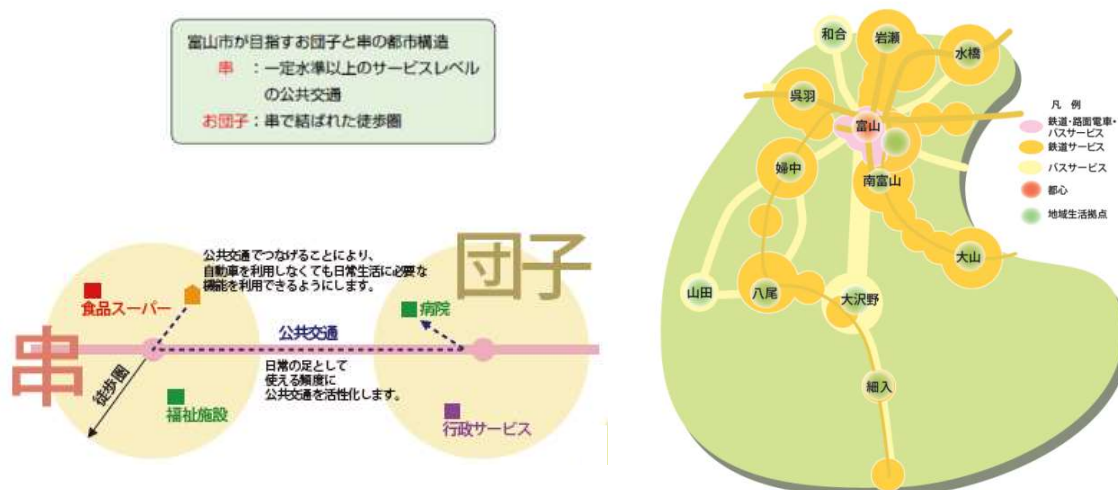 富山市が目指すお団子と串の都市構造
串 ：一定水準以上のサービスレベル
の公共交通
お団子：串で結ばれた徒歩圏
串
団子
公共交通でつなげることにより、
自動車を利用しなくても日常生活に必要な
機能を利用できるようにします。
食品スーパー
病院
公共交通
日常の足として
使える頻度に
公共交通を活性化します。
徒歩圏
福祉施設
行政サービス
和合
岩瀬
水橋
呉羽
富山
婦中
南富山
大山
山田
八尾
大沢野
細入
凡 例
鉄道・路面電車・
バスサービス
鉄道サービス
バスサービス
都心
地域生活拠点